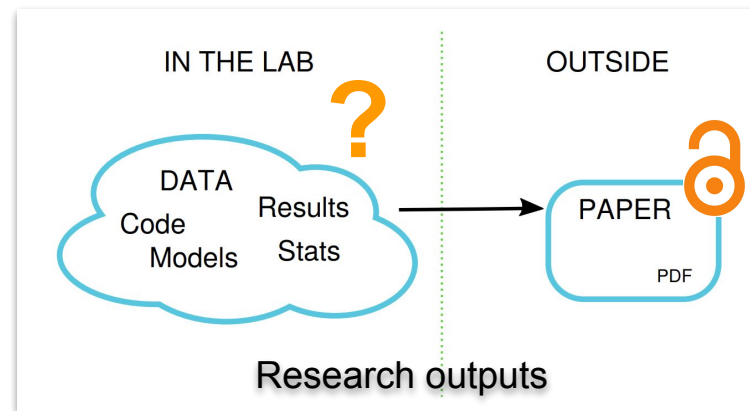 IN THE LAB
OUTSIDE
?
DATA
Code
Results
Models
Stats
PAPER
PDF
Research outputs